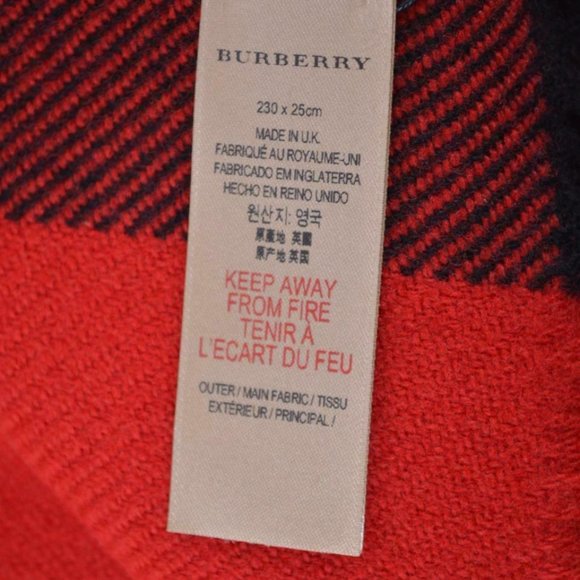 BURBERRY
230 x 25cm
MADE IN U.K.
FABRIQUÉ AU ROYAUME-UNI
FABRICADO EM INGLATERRA
HECHO EN REINO UNIDO
원산지: 영국
原產地 英國
原产地 英国
KEEP AWAY
FROM FIRE
TENIR À
L'ECART DU FEU
OUTER / MAIN FABRIC / TISSU
EXTÉRIEUR / PRINCIPAL /